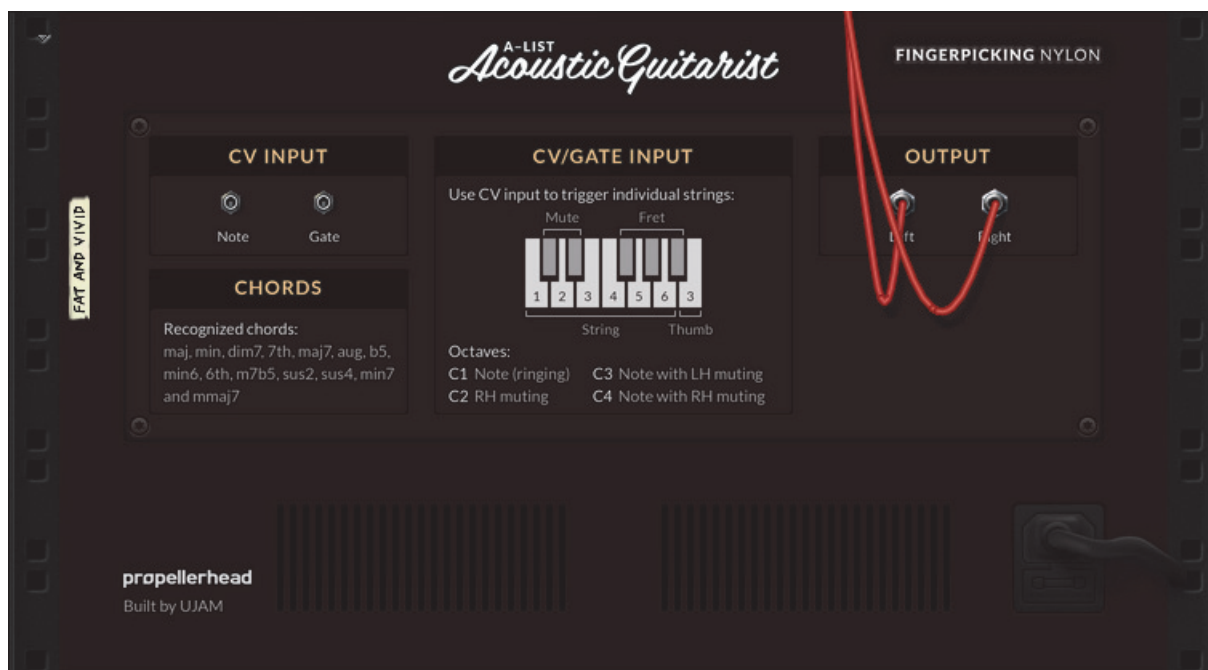 A-LIST
Acoustic Guitarist
FINGERPICKING NYLON
FAT AND VIVID
CV INPUT
Note Gate
CHORDS
Recognized chords:
maj, min, dim7, 7th, maj7, aug, b5,
min6, 6th, m7b5, sus2, sus4, min7
and mmaj7
CV/GATE INPUT
Use CV input to trigger individual strings:
Mute Fret
1 2 3 4 5 6 3
String Thumb
Octaves:
C1 Note (ringing) C3 Note with LH muting
C2 RH muting C4 Note with RH muting
OUTPUT
Left Right
propellerhead
Built by UJAM